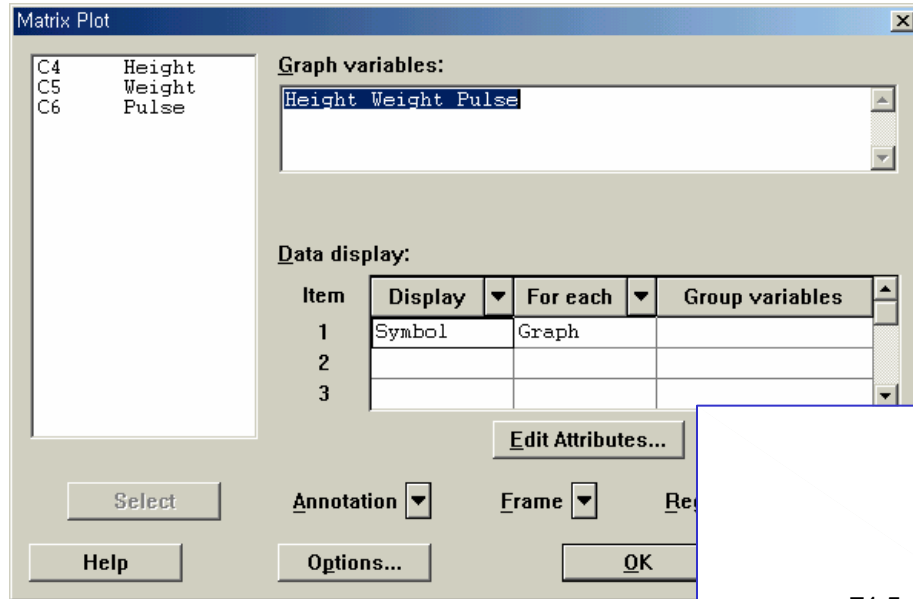 Matrix Plot
C4 Height
C5 Weight
C6 Pulse
Graph variables:
Height Weight Pulse
Data display:
Item Display For each Group variables
1 Symbol Graph
2
3
Edit Attributes...
Select Annotation Frame
Help Options... OK